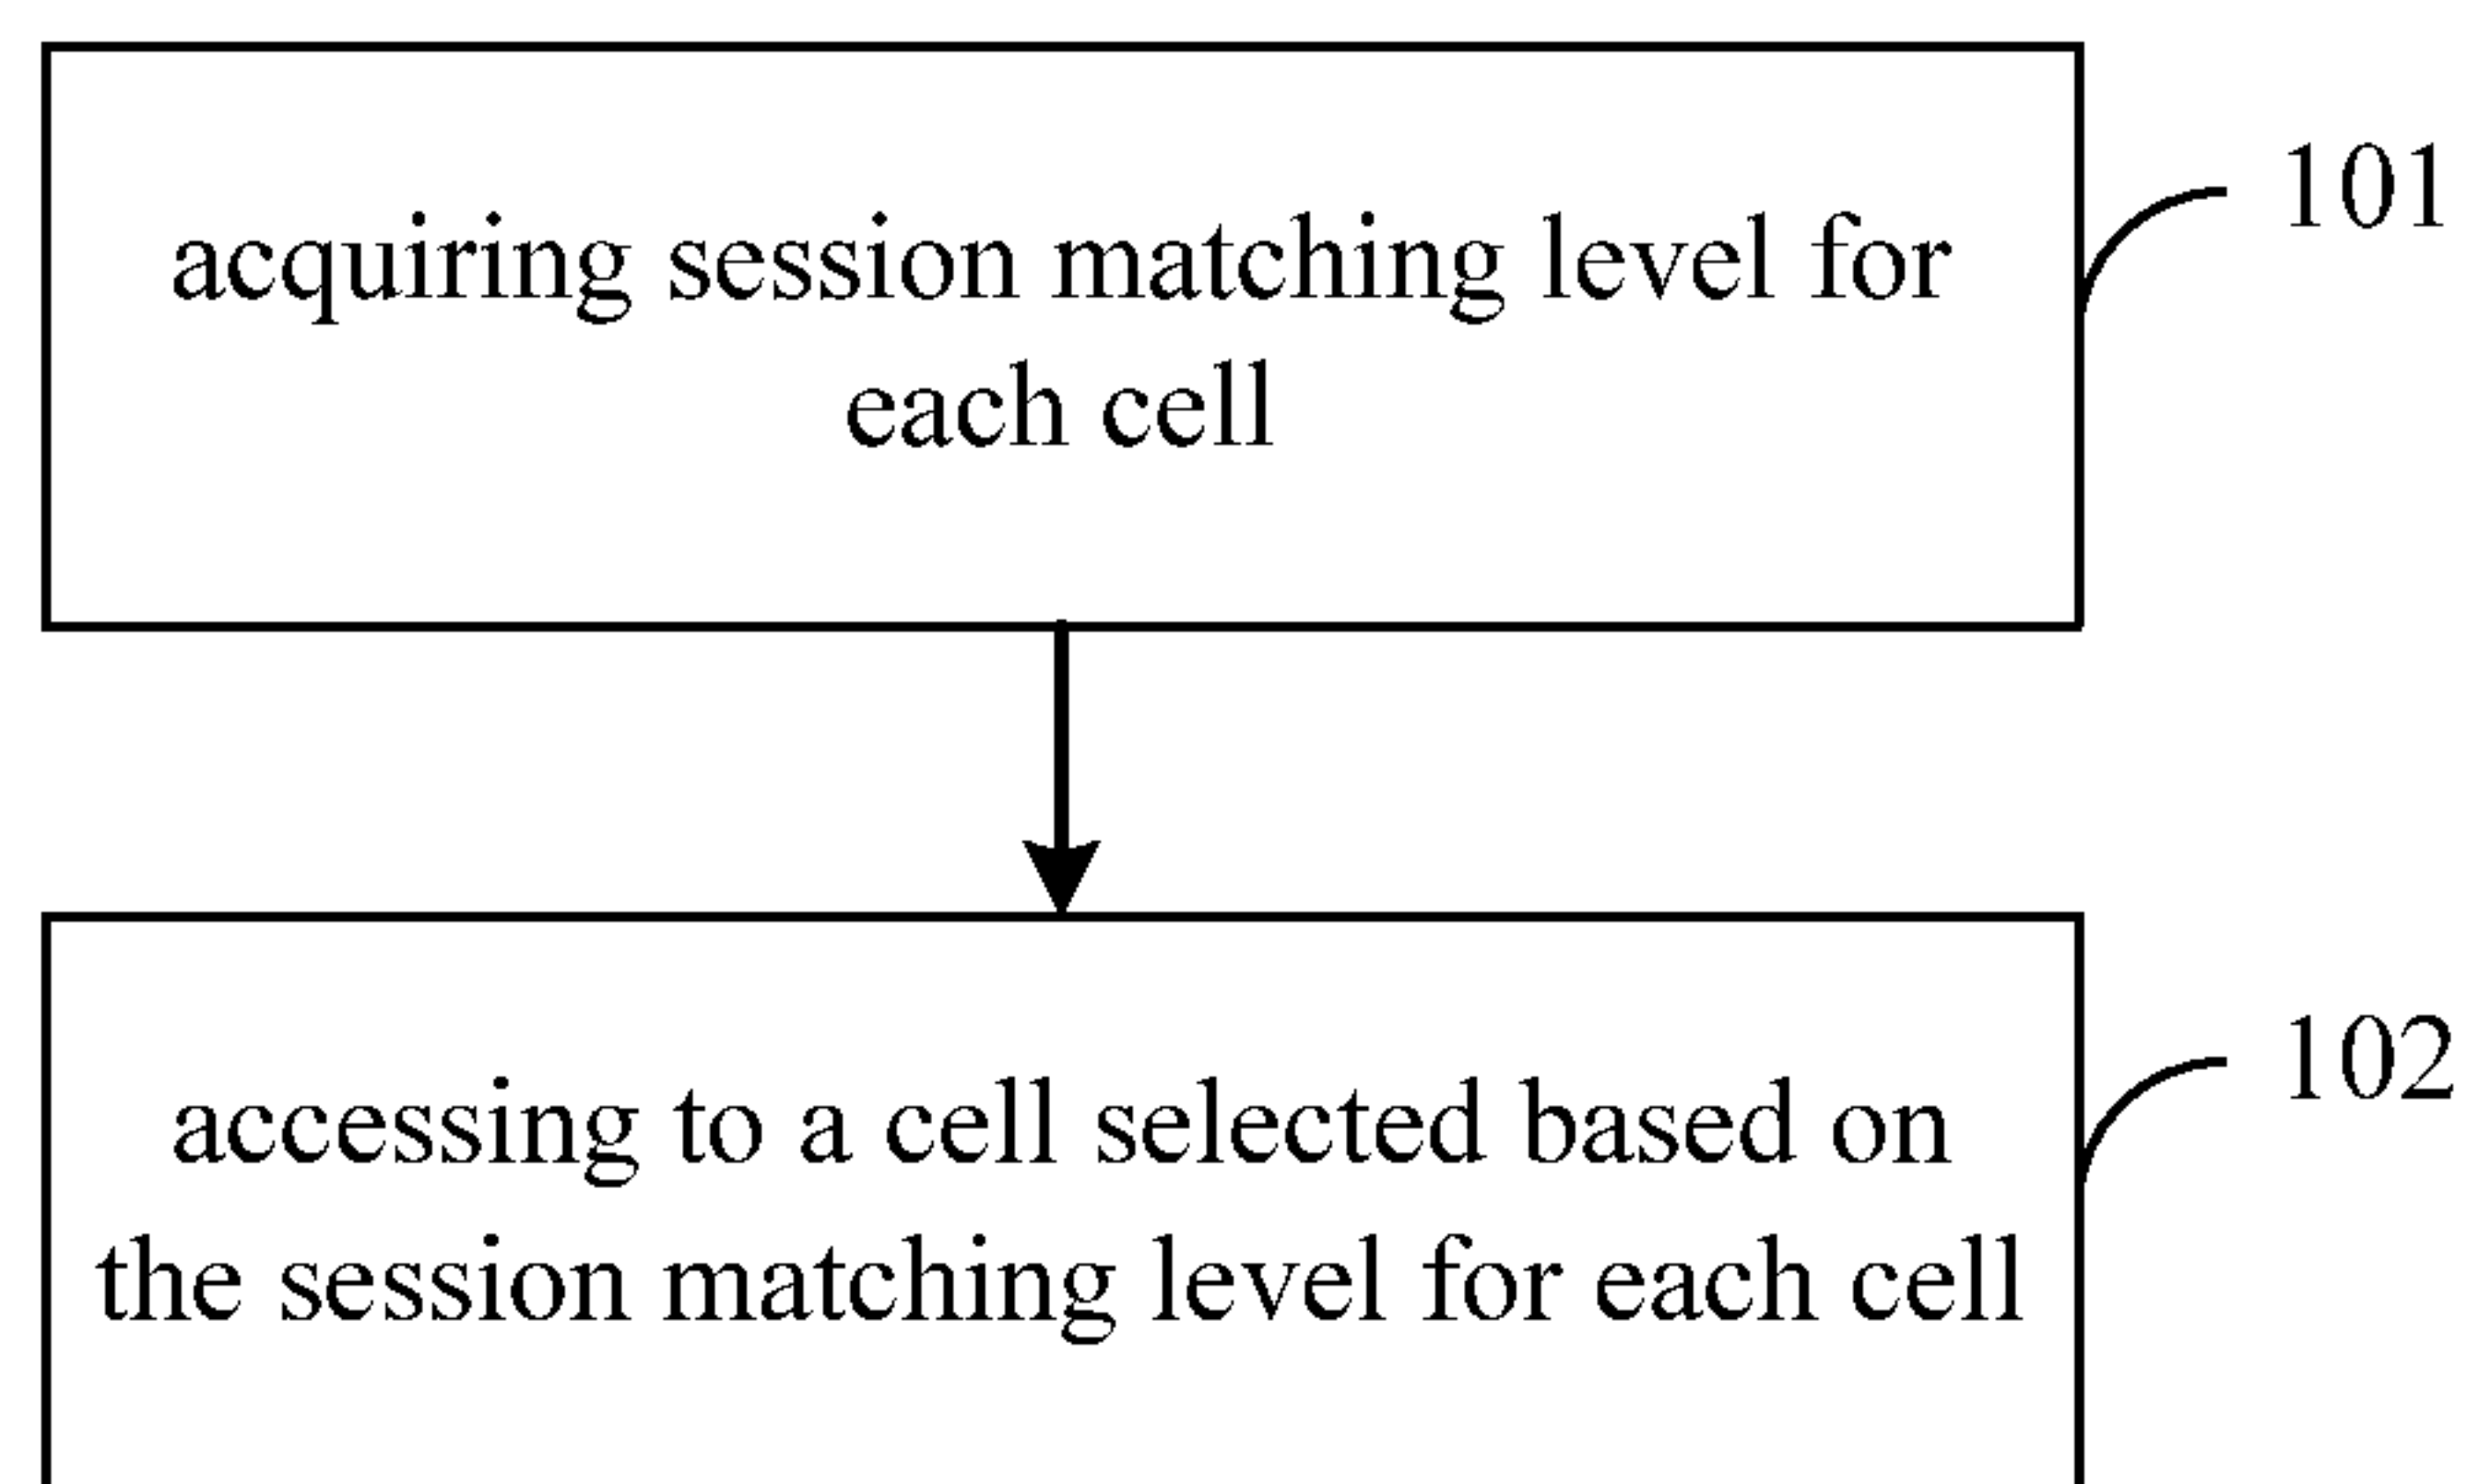 acquiring session matching level for
each cell
101
accessing to a cell selected based on
the session matching level for each cell
102